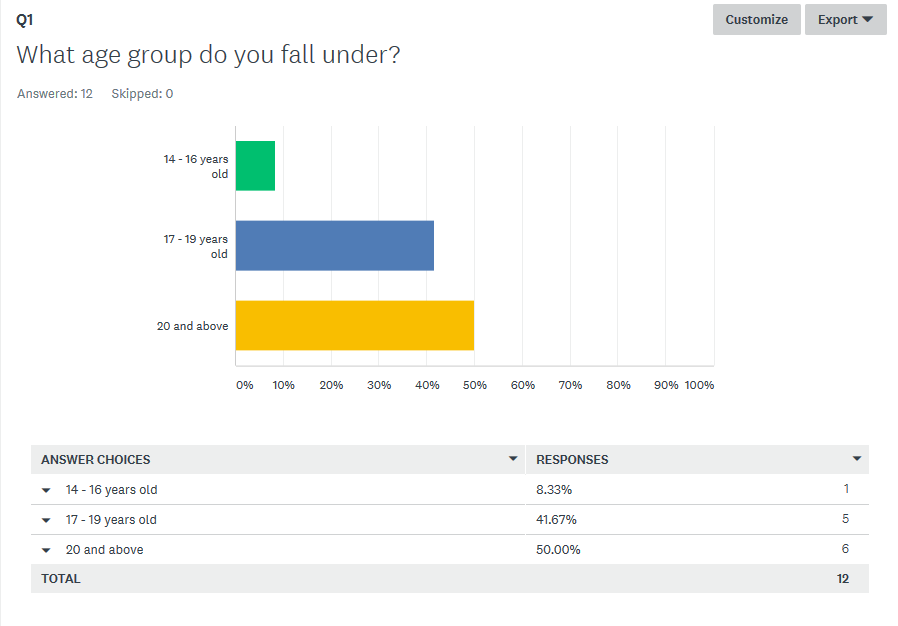 Q1
Customize
Export
What age group do you fall under?
Answered: 12 Skipped: 0
14 - 16 years
old
17 - 19 years
old
20 and above
0% 10% 20% 30% 40% 50% 60% 70% 80% 90% 100%
ANSWER CHOICES RESPONSES
14 - 16 years old 8.33% 1
17 - 19 years old 41.67% 5
20 and above 50.00% 6
TOTAL 12